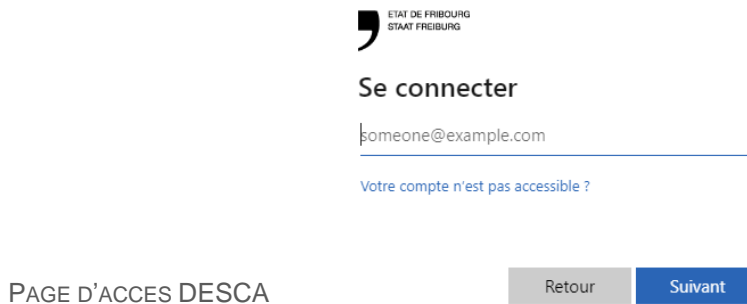 ETAT DE FRIBOURG
STAAT FREIBURG
Se connecter
someone@example.com
Votre compte n'est pas accessible ?
PAGE D'ACCES DESCA
Retour
Suivant